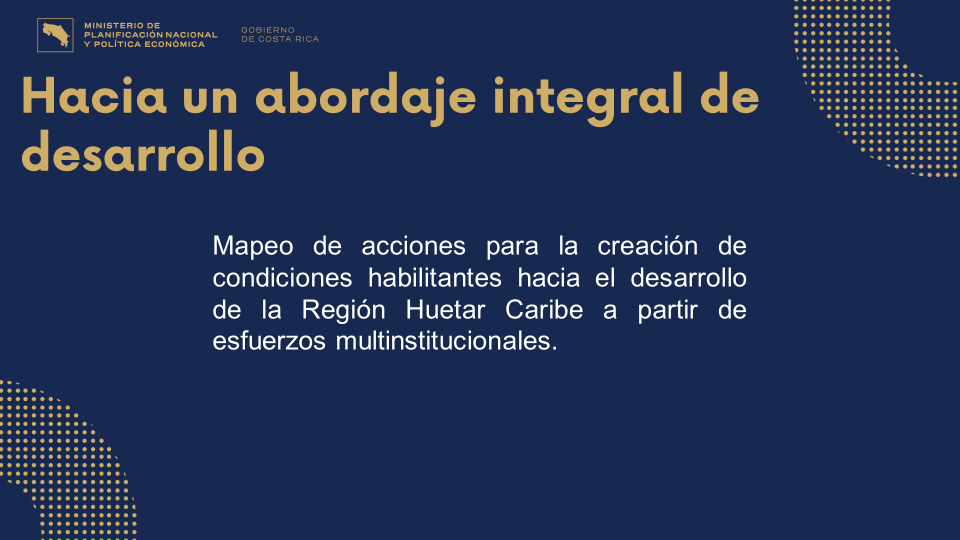 MINISTERIO DE
PLANIFICACIÓN NACIONAL
Y POLÍTICA ECONÓMICA
GOBIERNO
DE COSTA RICA
Hacia un abordaje integral de
desarrollo
Mapeo de acciones para la creación de
condiciones habilitantes hacia el desarrollo
de la Región Huetar Caribe a partir de
esfuerzos multinstitucionales.